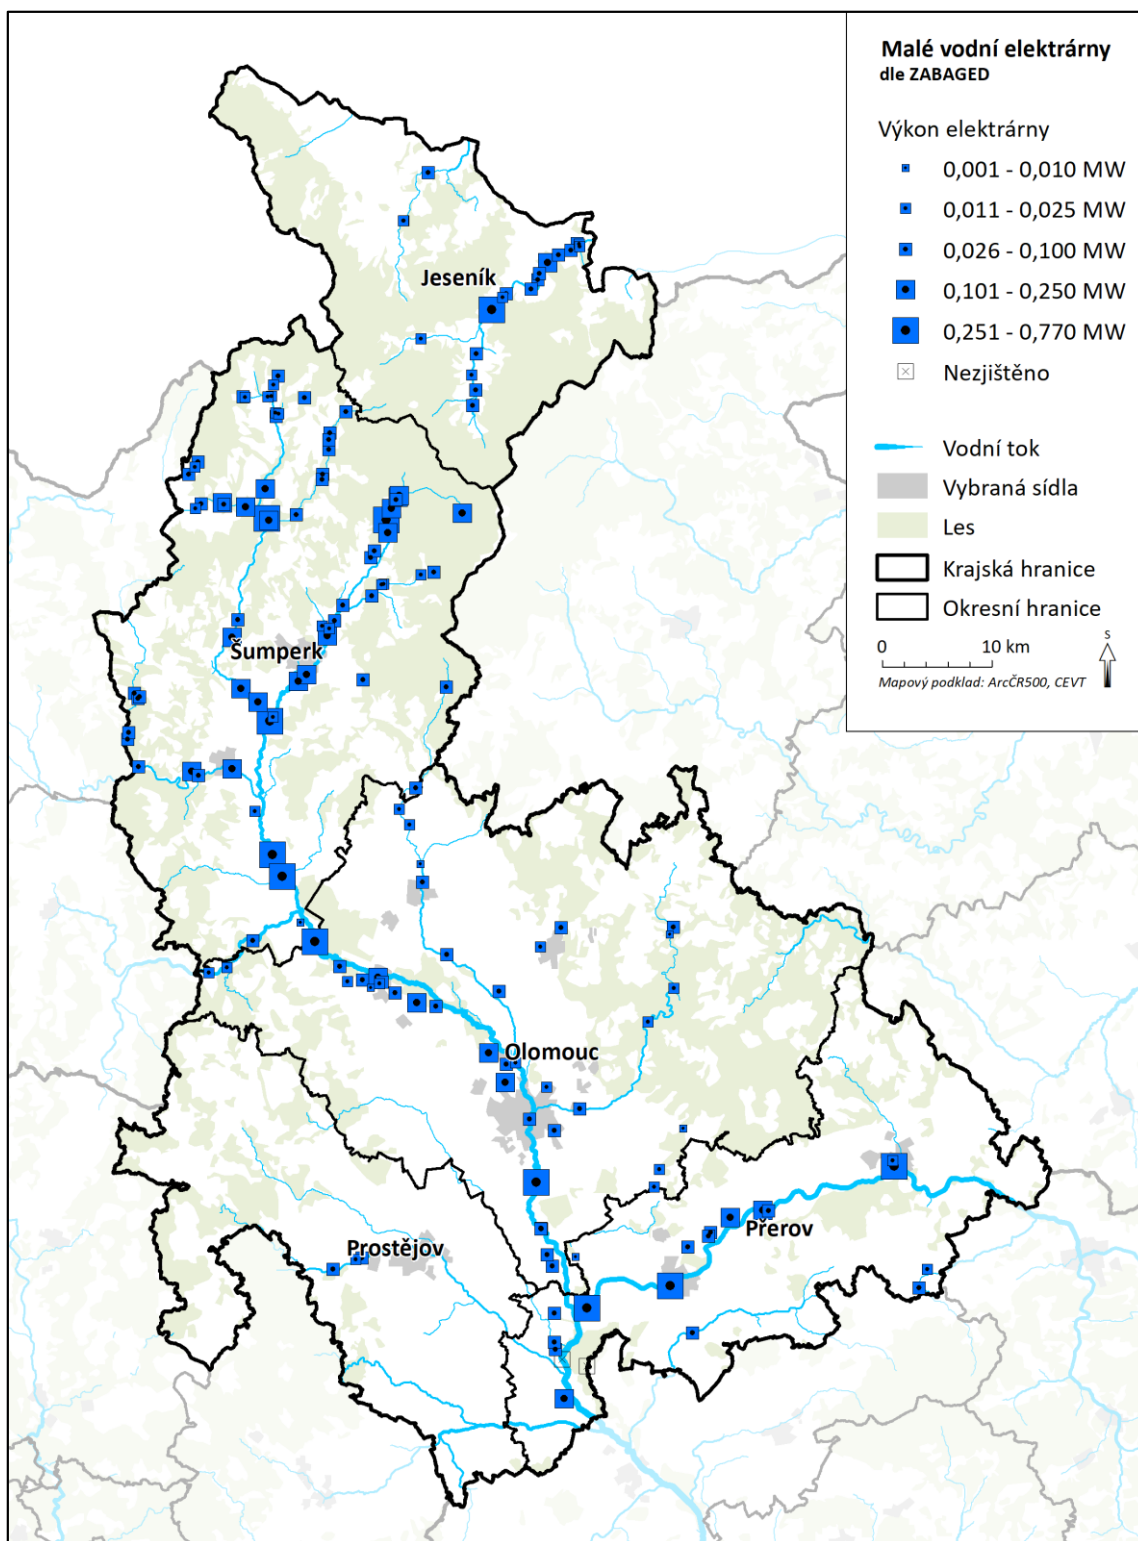 Malé vodní elektrárny
dle ZABAGED
Výkon elektrárny
0,001 - 0,010 MW
0,011 - 0,025 MW
0,026 - 0,100 MW
0,101 - 0,250 MW
0,251 - 0,770 MW
Nezjištěno
Vodní tok
Vybraná sídla
Les
Krajská hranice
Okresní hranice
0 10 km
S
Mapový podklad: ArcČR500, CEVT
Jeseník
Šumperk
Olomouc
Prostějov
Přerov